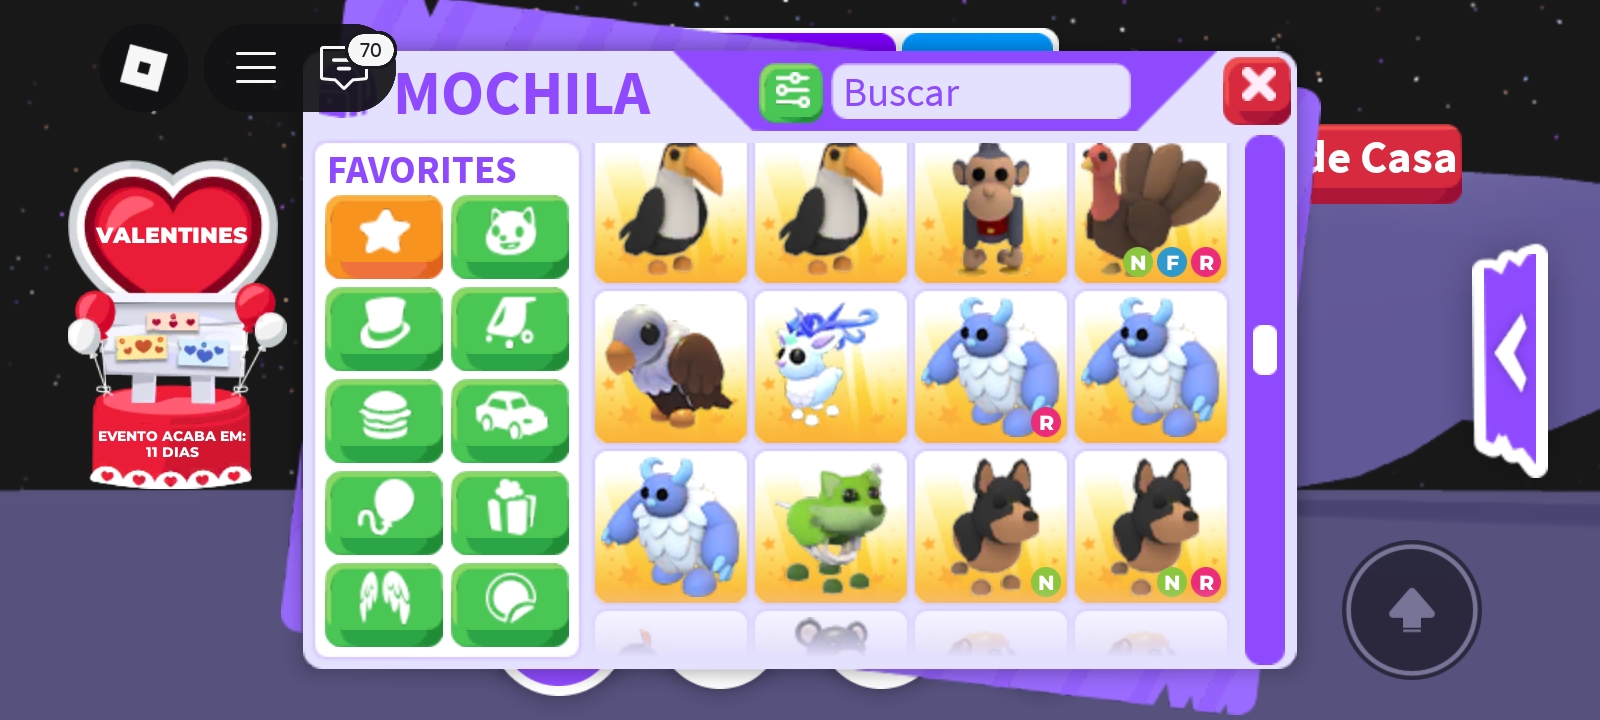 70
MOCHILA
Buscar
FAVORITES
de Casa
VALENTINES
EVENTO ACABA EM:
11 DIAS
N F R
R
N
N R